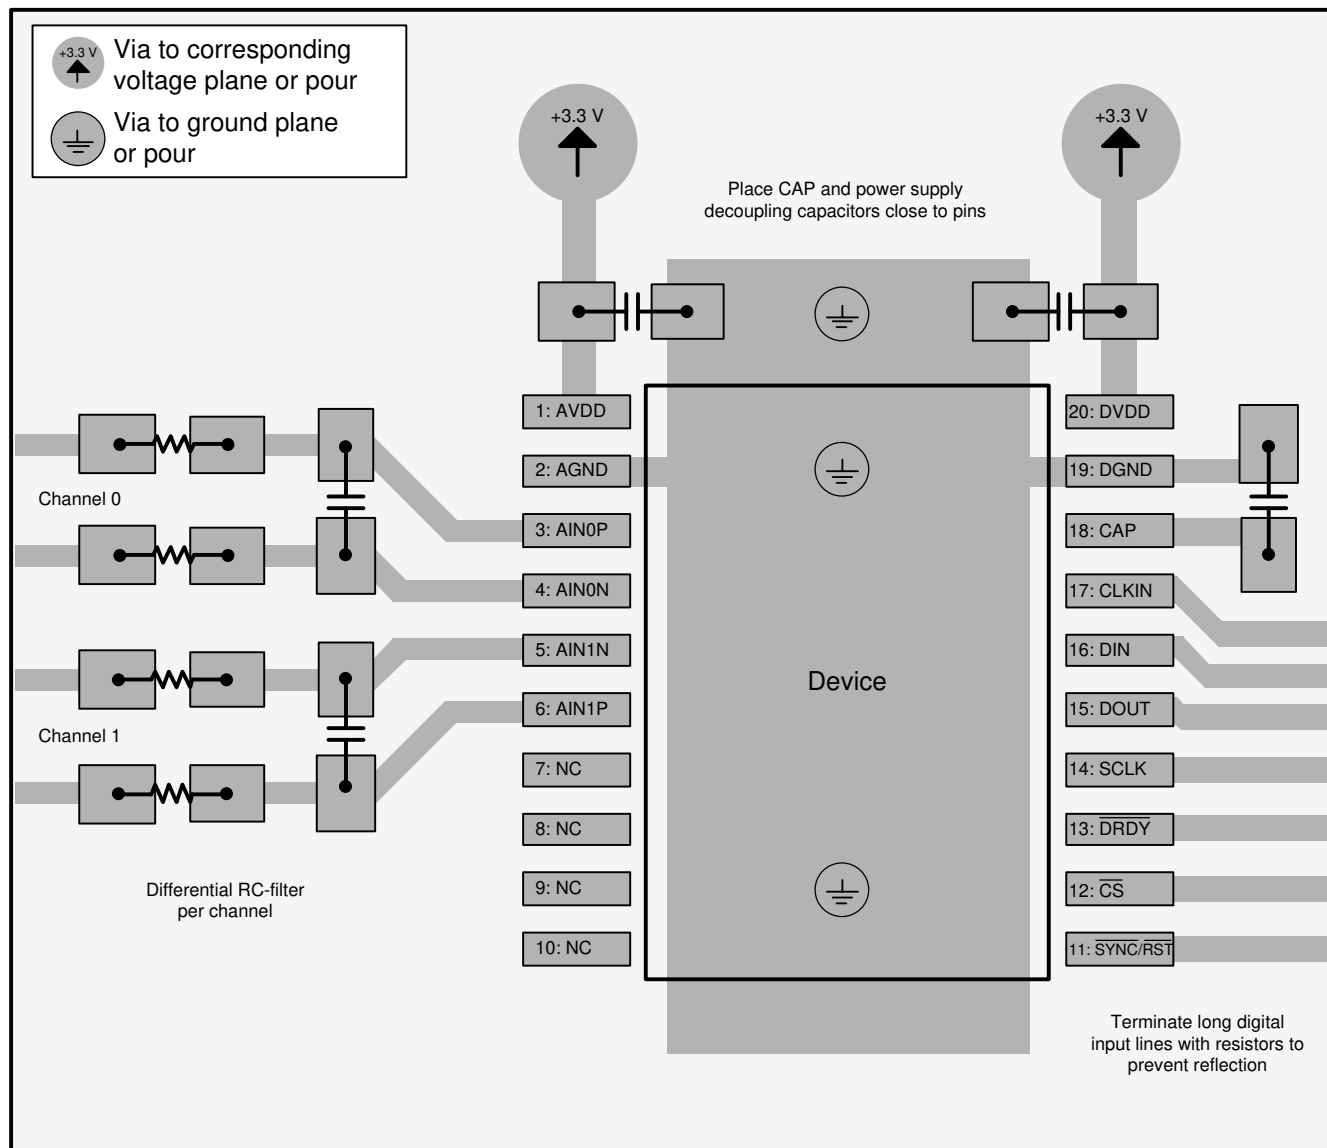 +3.3 V
Via to corresponding
voltage plane or pour
Via to ground plane
or pour
+3.3 V
+3.3 V
Place CAP and power supply
decoupling capacitors close to pins
1: AVDD
2: AGND
3: AIN0P
4: AIN0N
5: AIN1N
6: AIN1P
7: NC
8: NC
9: NC
10: NC
20: DVDD
19: DGND
18: CAP
17: CLKIN
16: DIN
15: DOUT
14: SCLK
13: DRDY
12: CS
11: SYNC/RST
Channel 0
Channel 1
Device
Differential RC-filter
per channel
Terminate long digital
input lines with resistors to
prevent reflection